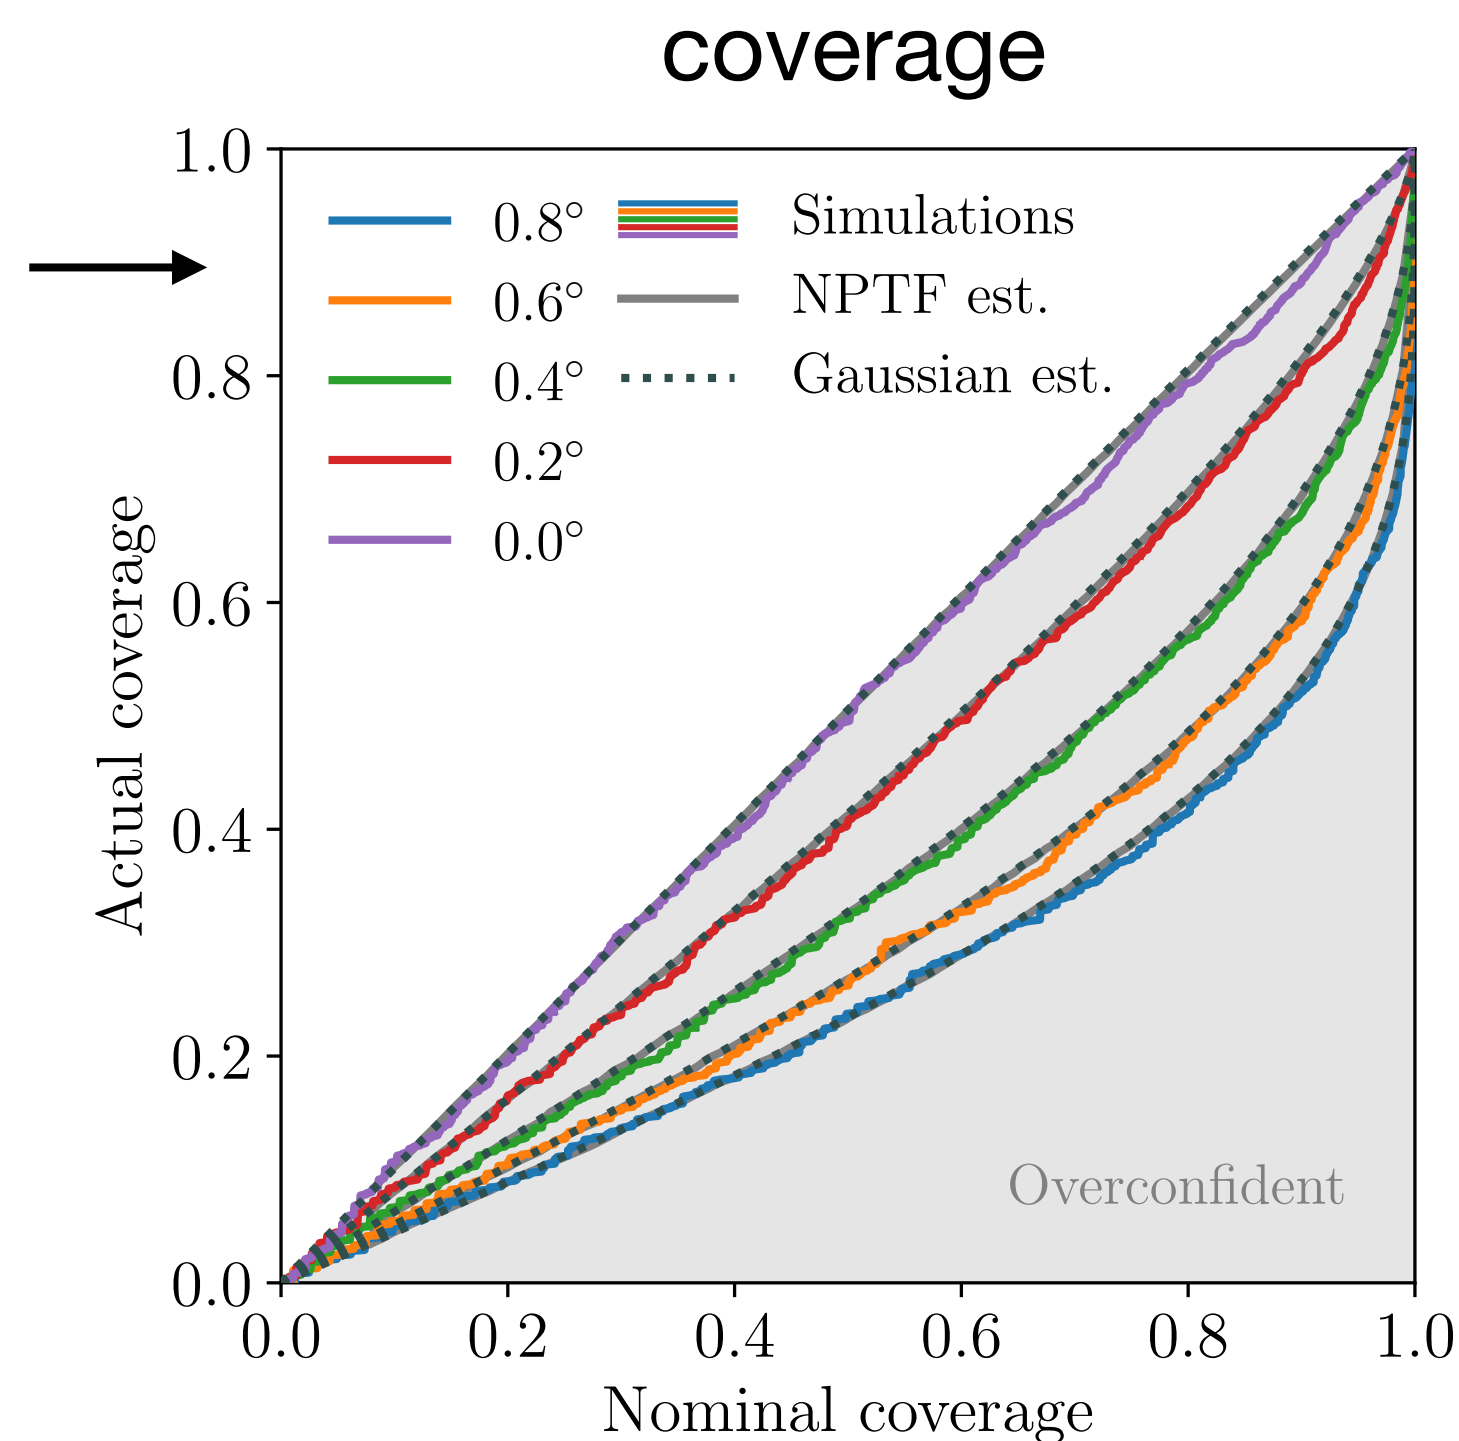 coverage
1.0
0.8
0.6
0.4
0.2
0.0
Actual coverage
0.8°
0.6°
0.4°
0.2°
0.0°
Simulations
NPTF est.
Gaussian est.
Overconfident
0.0 0.2 0.4 0.6 0.8 1.0
Nominal coverage